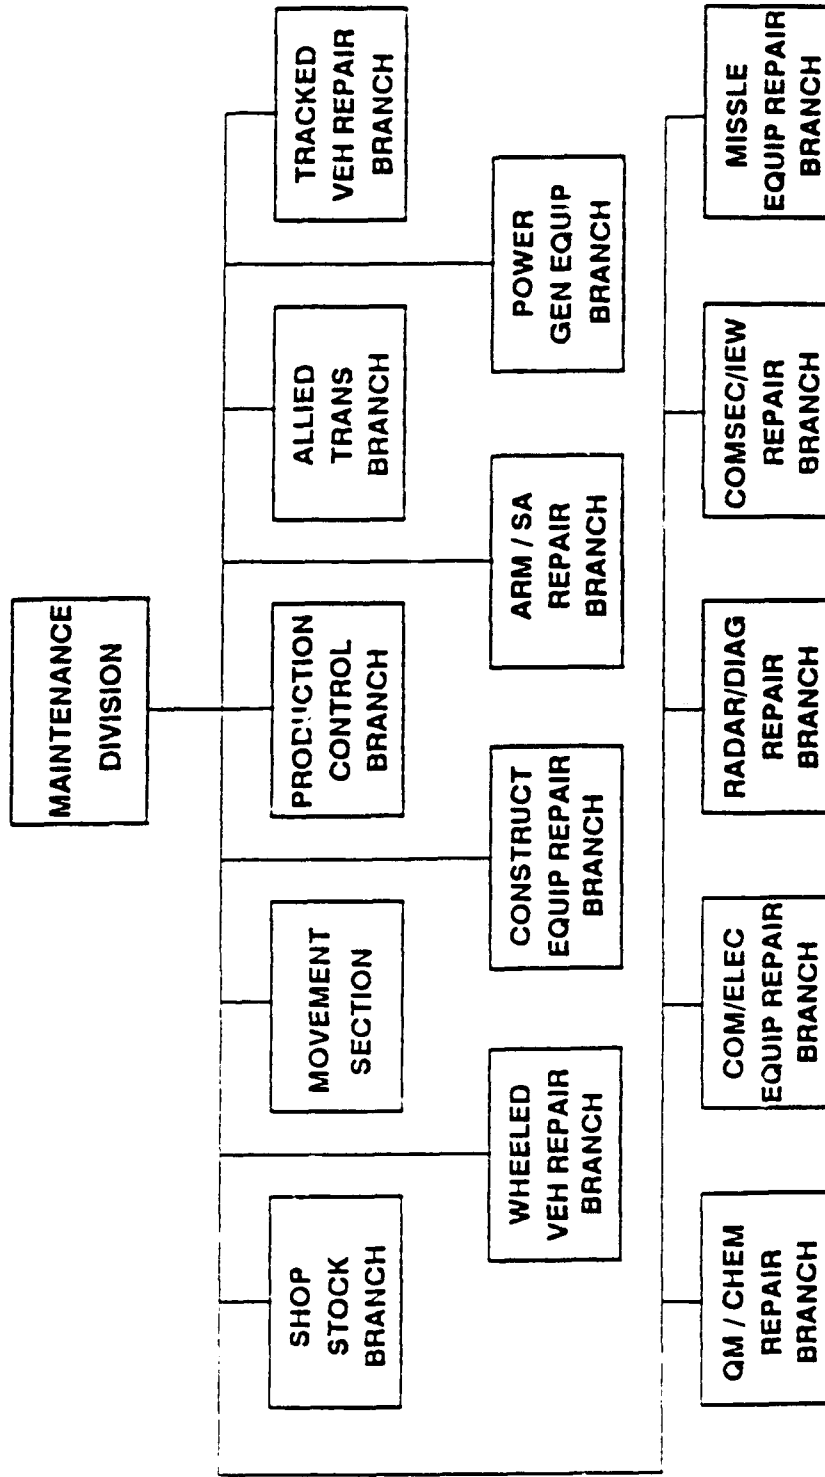 MAINTENANCE
DIVISION
SHOP
STOCK
BRANCH
MOVEMENT
SECTION
PRODUCTION
CONTROL
BRANCH
ALLIED
TRANS
BRANCH
TRACKED
VEH REPAIR
BRANCH
WHEELED
VEH REPAIR
BRANCH
CONSTRUCT
EQUIP REPAIR
BRANCH
ARM / SA
REPAIR
BRANCH
POWER
GEN EQUIP
BRANCH
QM / CHEM
REPAIR
BRANCH
COM/ELEC
EQUIP REPAIR
BRANCH
RADAR/DIAG
REPAIR
BRANCH
COMSEC/IEW
REPAIR
BRANCH
MISSLE
EQUIP REPAIR
BRANCH